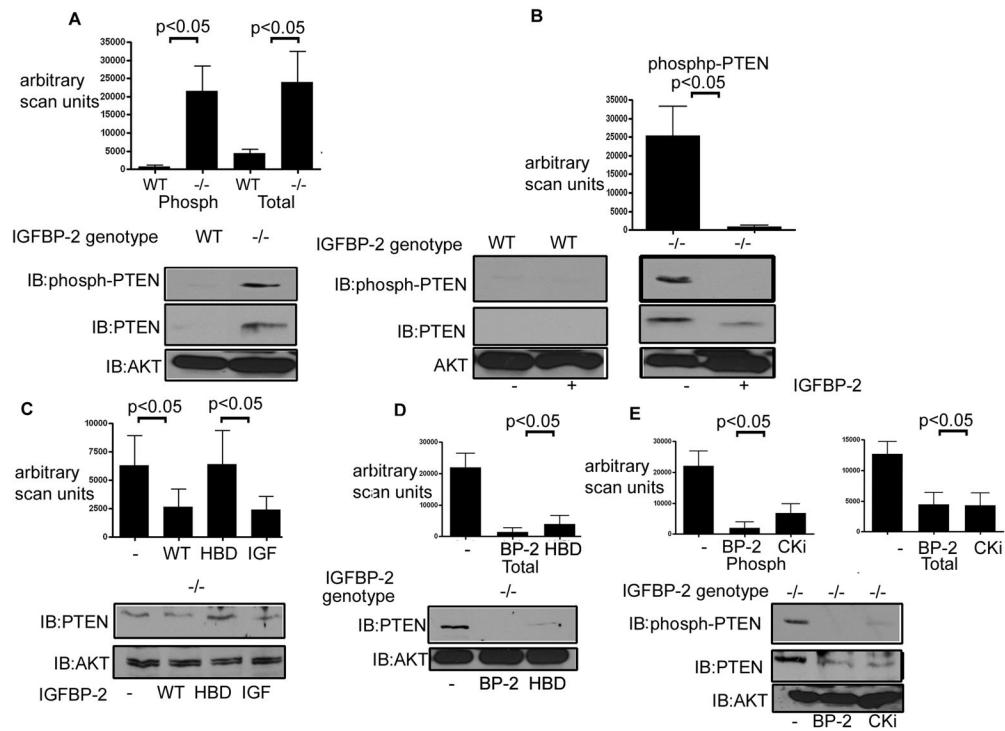 A
p<0.05 p<0.05
arbitrary
scan units
35000
30000
25000
20000
15000
10000
5000
0
WT -/- WT -/-
Phosph Total
IGFBP-2 genotype WT -/-
IB:phosph-PTEN
IB:PTEN
IB:AKT
B
phosphp-PTEN
p<0.05
arbitrary
scan units
35000
30000
25000
20000
15000
10000
5000
0
-/- -/-
IGFBP-2 genotype WT WT
IB:phosph-PTEN
IB:PTEN
AKT
- + - + IGFBP-2
C
p<0.05 p<0.05
arbitrary
scan units
10000
7500
5000
2500
0
- WT HBD IGF
-/-
IB:PTEN
IB:AKT
IGFBP-2 - WT HBD IGF
D
p<0.05
arbitrary
scan units
30000
20000
10000
0
- BP-2 HBD
Total
IGFBP-2
genotype
-/-
IB:PTEN
IB:AKT
- BP-2 HBD
E
p<0.05
arbitrary
scan units
30000
20000
10000
0
- BP-2 CKi
Phosph
p<0.05
15000
10000
5000
0
- BP-2 CKi
Total
IGFBP-2 genotype -/- -/- -/-
IB:phosph-PTEN
IB:PTEN
IB:AKT
- BP-2 CKi